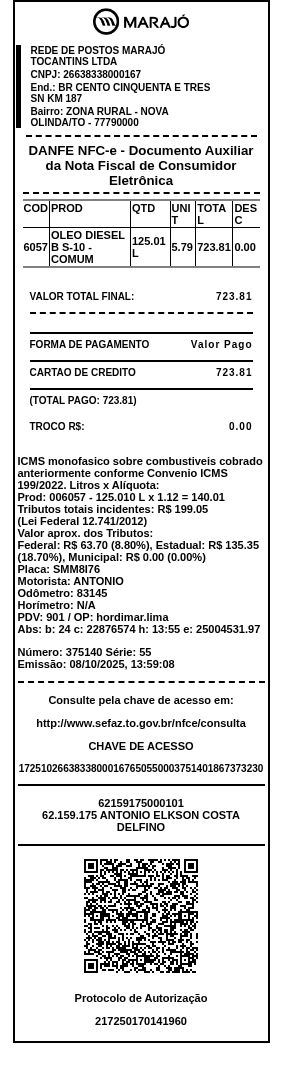 MARAJÓ
REDE DE POSTOS MARAJÓ
TOCANTINS LTDA
CNPJ: 26638338000167
End.: BR CENTO CINQUENTA E TRES
SN KM 187
Bairro: ZONA RURAL - NOVA
OLINDA/TO - 77790000
DANFE NFC-e - Documento Auxiliar
da Nota Fiscal de Consumidor
Eletrônica
COD PROD QTD UNI TOTA DES
T L C
OLEO DIESEL 125.01
6057 B S-10 - L 5.79 723.81 0.00
COMUM
VALOR TOTAL FINAL: 723.81
FORMA DE PAGAMENTO Valor Pago
CARTAO DE CREDITO 723.81
(TOTAL PAGO: 723.81)
TROCO R$: 0.00
ICMS monofasico sobre combustiveis cobrado
anteriormente conforme Convenio ICMS
199/2022. Litros x Alíquota:
Prod: 006057 - 125.010 L x 1.12 = 140.01
Tributos totais incidentes: R$ 199.05
(Lei Federal 12.741/2012)
Valor aprox. dos Tributos:
Federal: R$ 63.70 (8.80%), Estadual: R$ 135.35
(18.70%), Municipal: R$ 0.00 (0.00%)
Placa: SMM8I76
Motorista: ANTONIO
Odômetro: 83145
Horímetro: N/A
PDV: 901 / OP: hordimar.lima
Abs: b: 24 c: 22876574 h: 13:55 e: 25004531.97
Número: 375140 Série: 55
Emissão: 08/10/2025, 13:59:08
Consulte pela chave de acesso em:
http://www.sefaz.to.gov.br/nfce/consulta
CHAVE DE ACESSO
17251026638338000167650550003751401867373230
62159175000101
62.159.175 ANTONIO ELKSON COSTA
DELFINO
Protocolo de Autorização
217250170141960